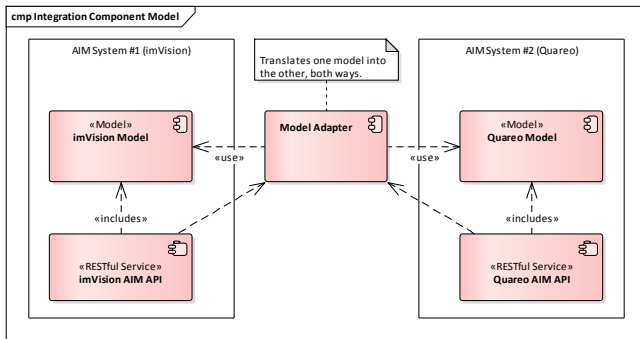 cmp Integration Component Model
AIM System #1 (imVision)
Translates one model into
the other, both ways.
AIM System #2 (Quareo)
«Model»
imVision Model
Model Adapter
«Model»
Quareo Model
«use»
«use»
«includes»
«includes»
«RESTful Service»
imVision AIM API
«RESTful Service»
Quareo AIM API